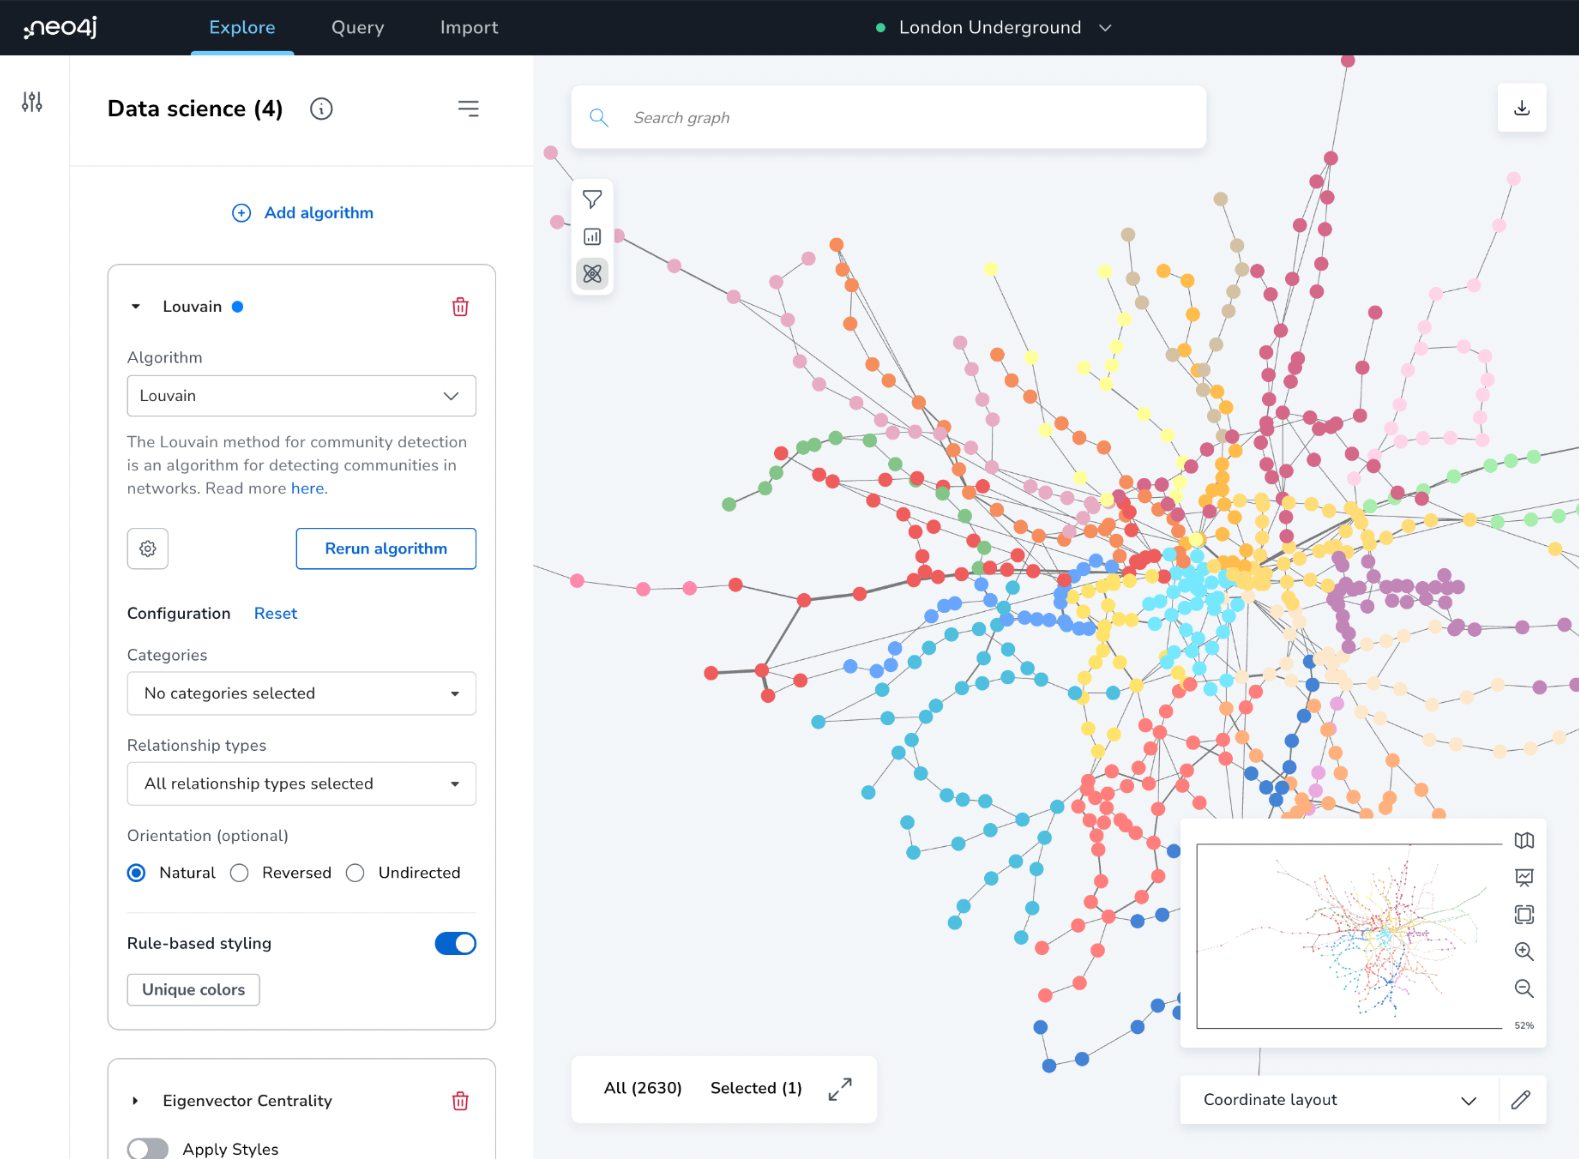 neo4j
Explore
Query
Import
London Underground
Data science (4)
Search graph
Add algorithm
Louvain
Algorithm
Louvain
The Louvain method for community detection
is an algorithm for detecting communities in
networks. Read more here.
Rerun algorithm
Configuration
Reset
Categories
No categories selected
Relationship types
All relationship types selected
Orientation (optional)
Natural
Reversed
Undirected
Rule-based styling
Unique colors
Eigenvector Centrality
Apply Styles
All (2630)
Selected (1)
52%
Coordinate layout